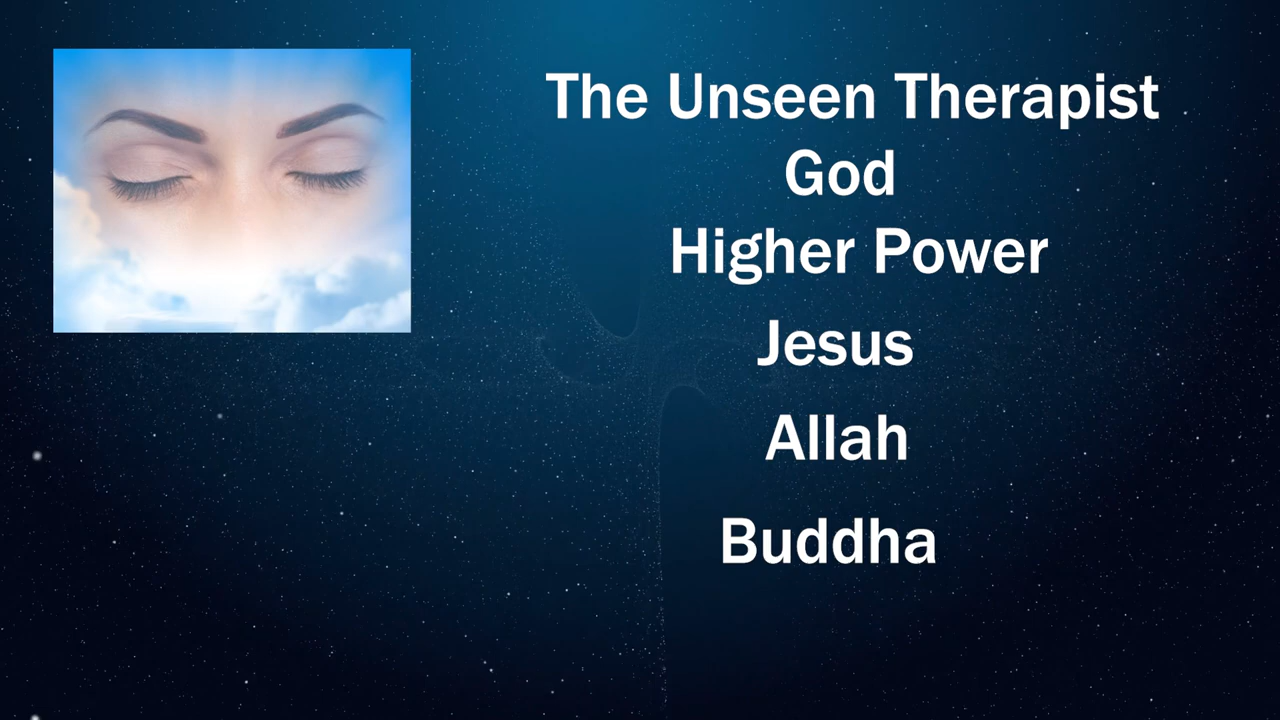 The Unseen Therapist
God
Higher Power
Jesus
Allah
Buddha